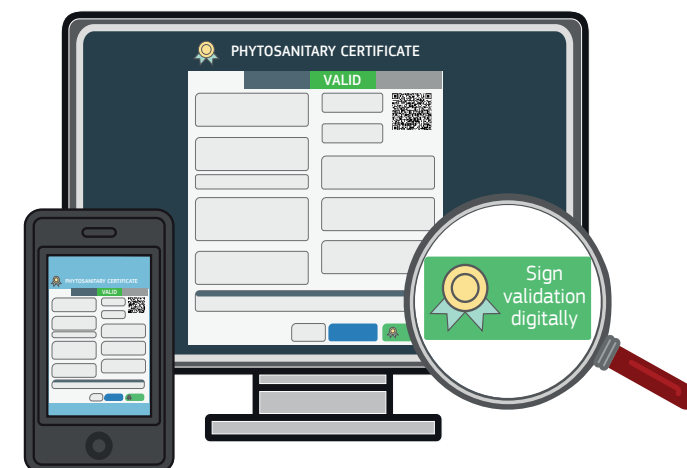 PHYTOSANITARY CERTIFICATE
VALID
PHYTOSANITARY CERTIFICATE
VALID
Sign
validation
digitally